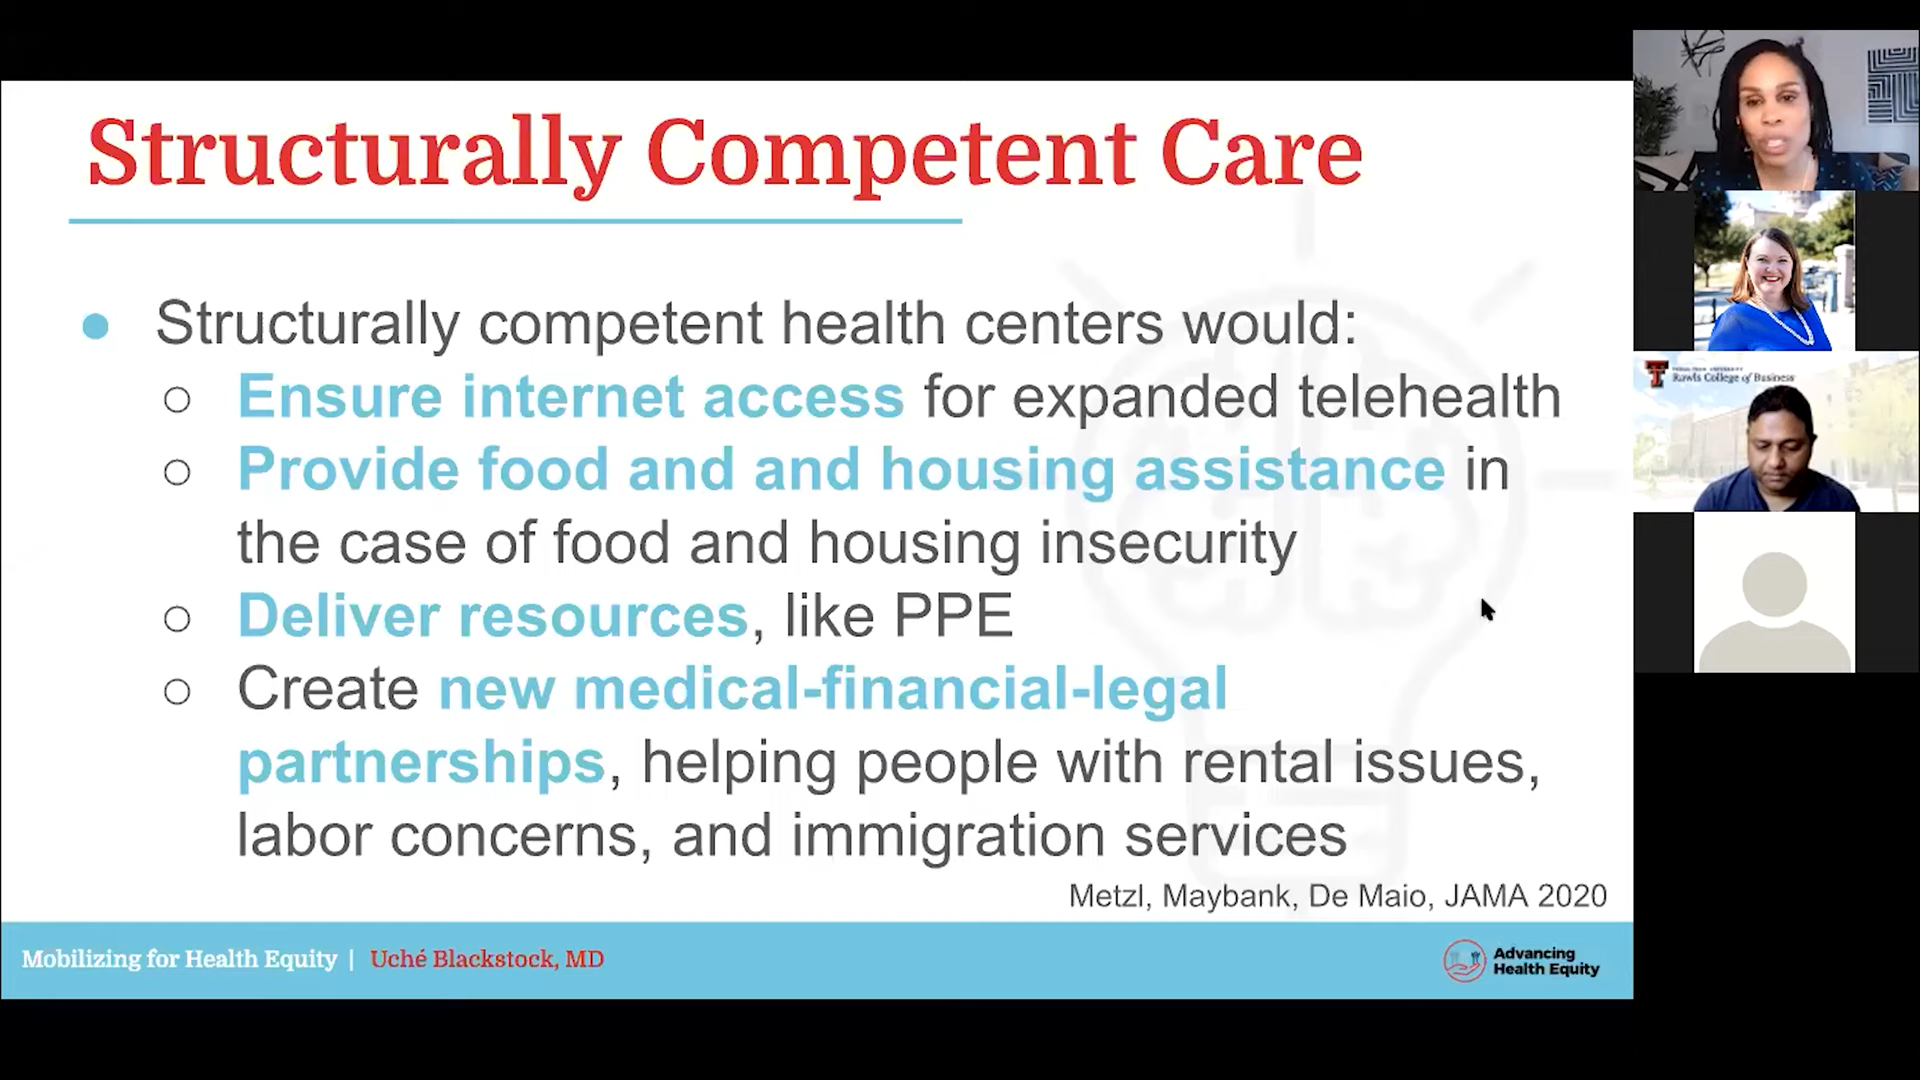 Structurally Competent Care
● Structurally competent health centers would:
○ Ensure internet access for expanded telehealth
○ Provide food and and housing assistance in
the case of food and housing insecurity
○ Deliver resources, like PPE
○ Create new medical-financial-legal
partnerships, helping people with rental issues,
labor concerns, and immigration services
Metzl, Maybank, De Maio, JAMA 2020
Mobilizing for Health Equity | Uché Blackstock, MD
Advancing
Health Equity
TEXAS TECH UNIVERSITY
Rawls College of Business